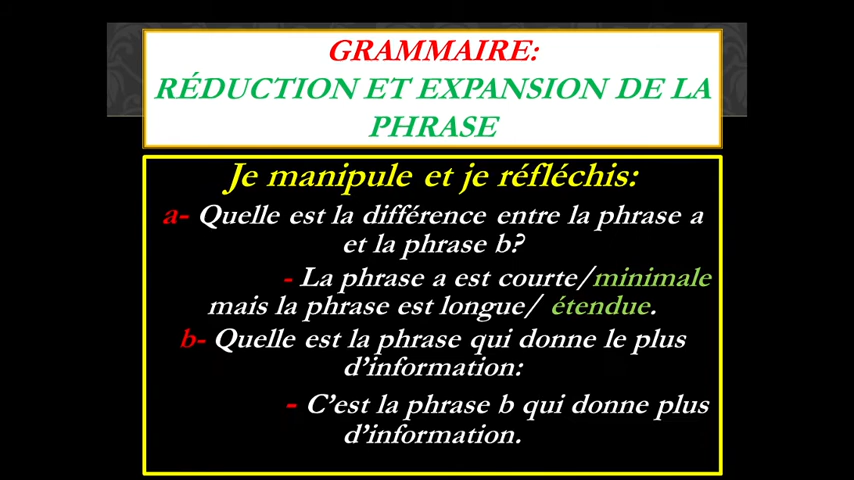 GRAMMAIRE:
RÉDUCTION ET EXPANSION DE LA
PHRASE
Je manipule et je réfléchis:
a- Quelle est la différence entre la phrase a
et la phrase b?
- La phrase a est courte/minimale
mais la phrase est longue/ étendue.
b- Quelle est la phrase qui donne le plus
d’information:
- C’est la phrase b qui donne plus
d’information.